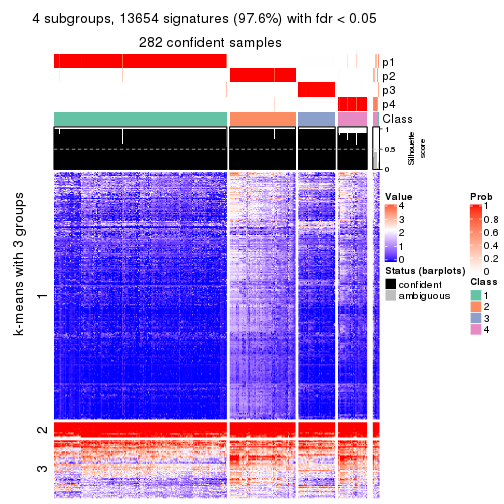 4 subgroups, 13654 signatures (97.6%) with fdr < 0.05
282 confident samples
p1
p2
p3
p4
Class
1
0.5
0
Silhouette
score
k-means with 3 groups
1
2
3
Value
4
3
2
1
0
Prob
1
0.8
0.6
0.4
0.2
0
Status (barplots)
confident
ambiguous
Class
1
2
3
4